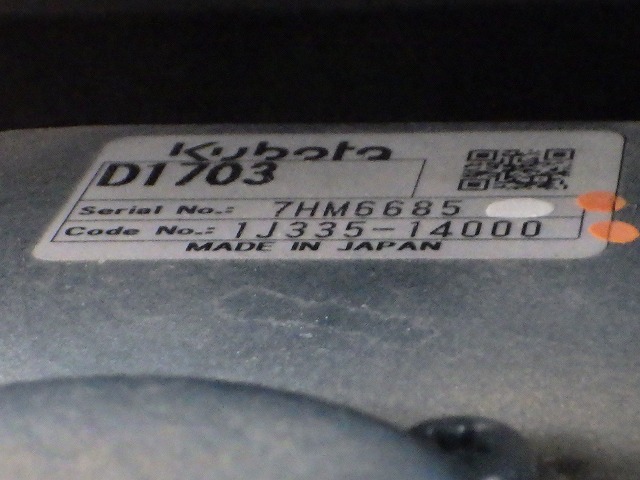 Kubota
D1703
Serial No.: 7HM6685
Code No.: 1J335-14000
MADE IN JAPAN